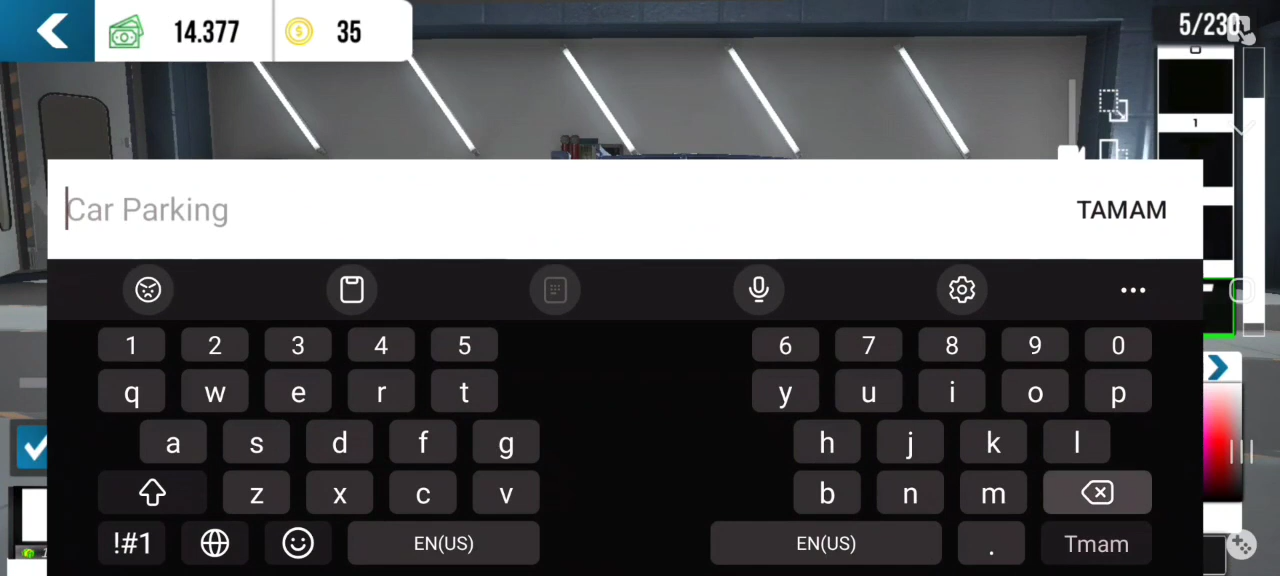 14.377 35 5/230
1
Car Parking TAMAM
1 2 3 4 5 6 7 8 9 0
q w e r t y u i o p
a s d f g h j k l
z x c v b n m
!#1 EN(US) EN(US) . Tmam